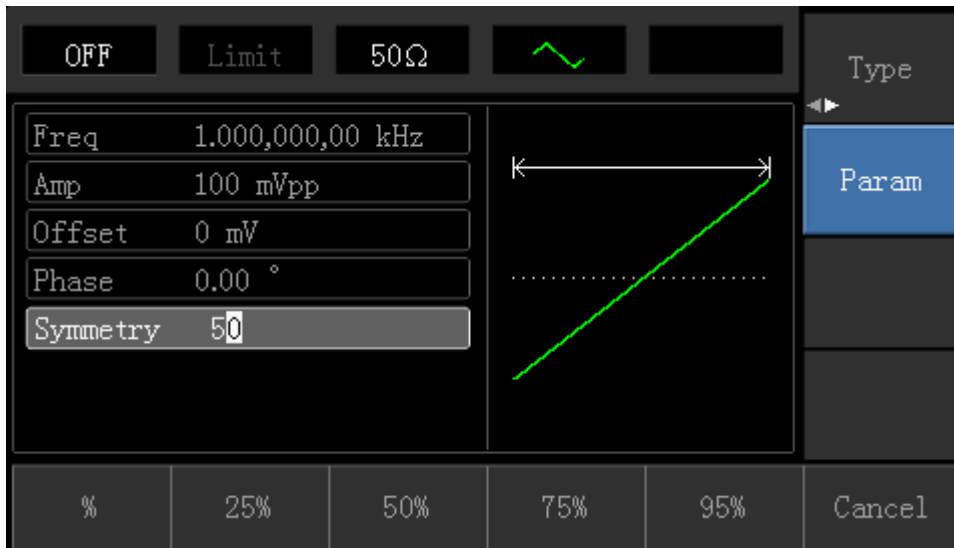 OFF Limit 50Ω
Type
Freq 1.000,000,00 kHz
Amp 100 mVpp
Param
Offset 0 mV
Phase 0.00 °
Symmetry 50
% 25% 50% 75% 95% Cancel